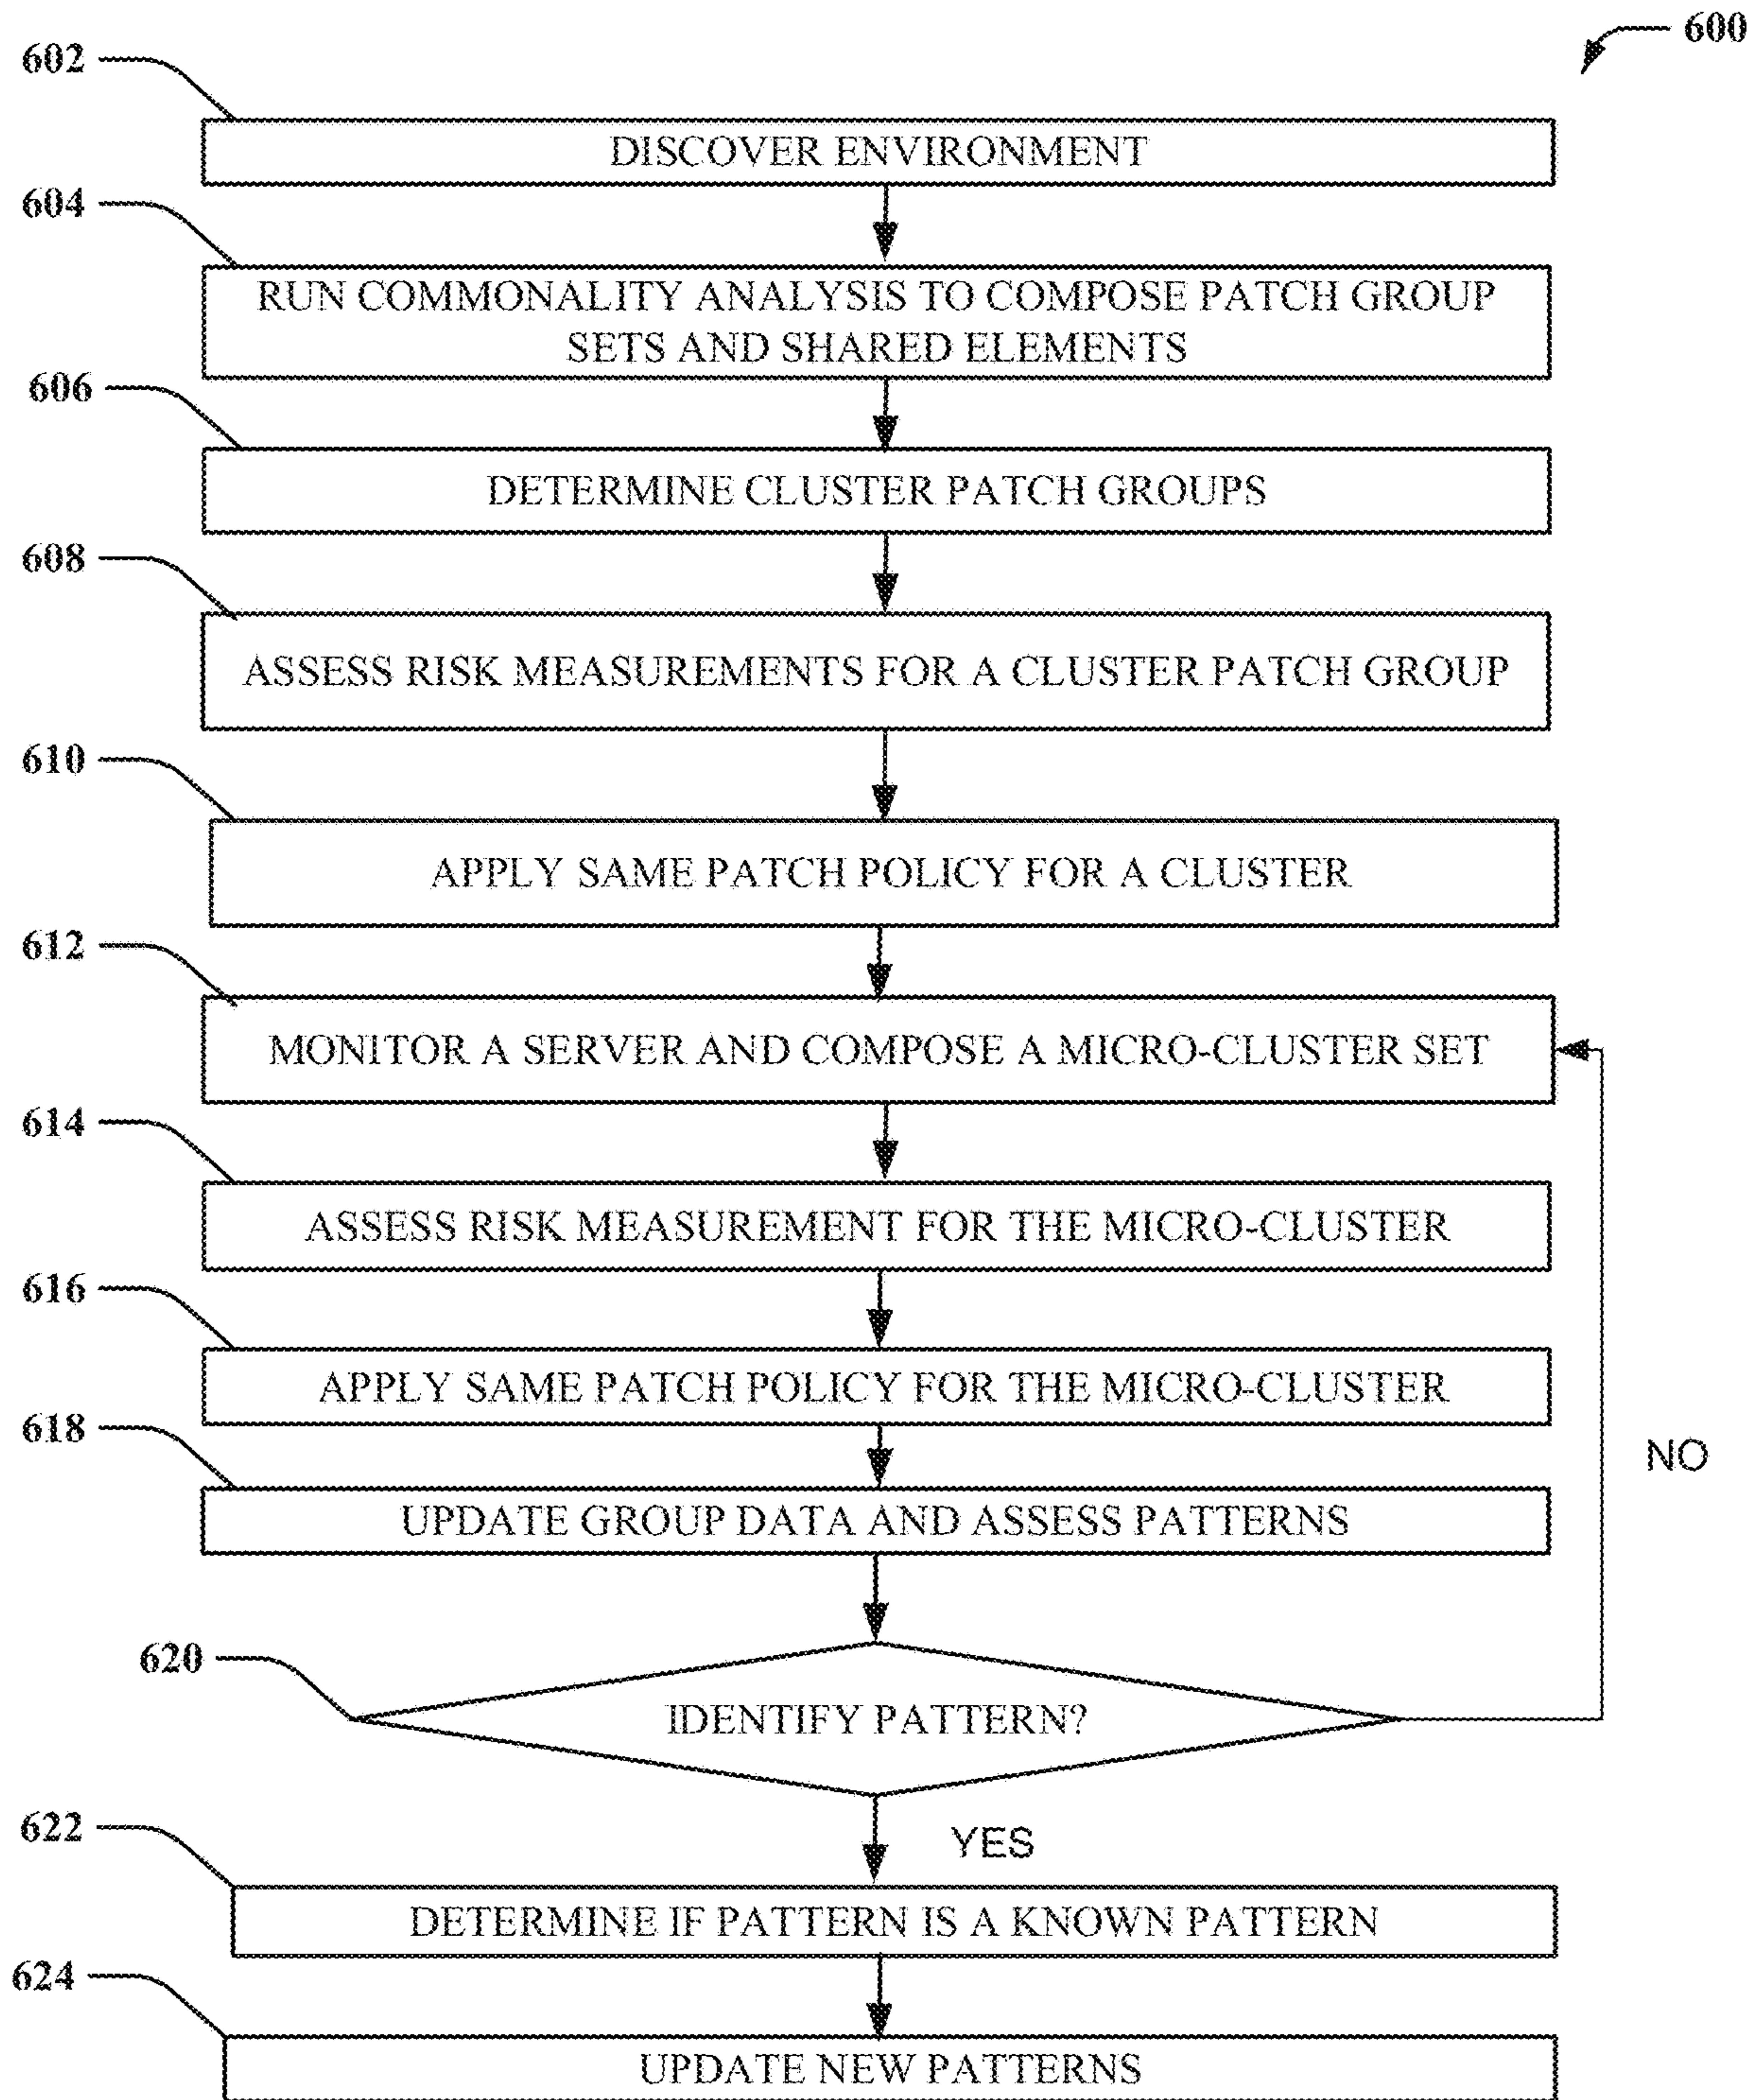 600
602
DISCOVER ENVIRONMENT
604
RUN COMMONALITY ANALYSIS TO COMPOSE PATCH GROUP
SETS AND SHARED ELEMENTS
606
DETERMINE CLUSTER PATCH GROUPS
608
ASSESS RISK MEASUREMENTS FOR A CLUSTER PATCH GROUP
610
APPLY SAME PATCH POLICY FOR A CLUSTER
612
MONITOR A SERVER AND COMPOSE A MICRO-CLUSTER SET
614
ASSESS RISK MEASUREMENT FOR THE MICRO-CLUSTER
616
APPLY SAME PATCH POLICY FOR THE MICRO-CLUSTER
618
UPDATE GROUP DATA AND ASSESS PATTERNS
NO
620
IDENTIFY PATTERN?
YES
622
DETERMINE IF PATTERN IS A KNOWN PATTERN
624
UPDATE NEW PATTERNS